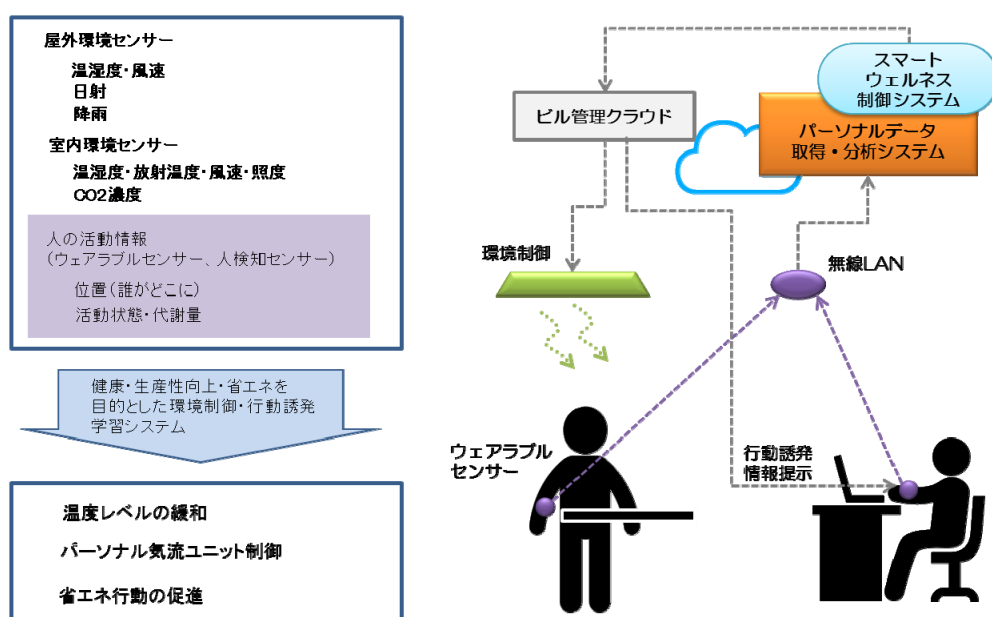 屋外環境センサー
温湿度・風速
日射
降雨
室内環境センサー
温湿度・放射温度・風速・照度
CO2濃度
人の活動情報
(ウェアラブルセンサー、人検知センサー)
位置(誰がどこに)
活動状態・代謝量
健康・生産性向上・省エネを
目的とした環境制御・行動誘発
学習システム
温度レベルの緩和
パーソナル気流ユニット制御
省エネ行動の促進
スマート
ウェルネス
制御システム
ビル管理クラウド
パーソナルデータ
取得・分析システム
環境制御
無線LAN
ウェアラブル
センサー
行動誘発
情報提示